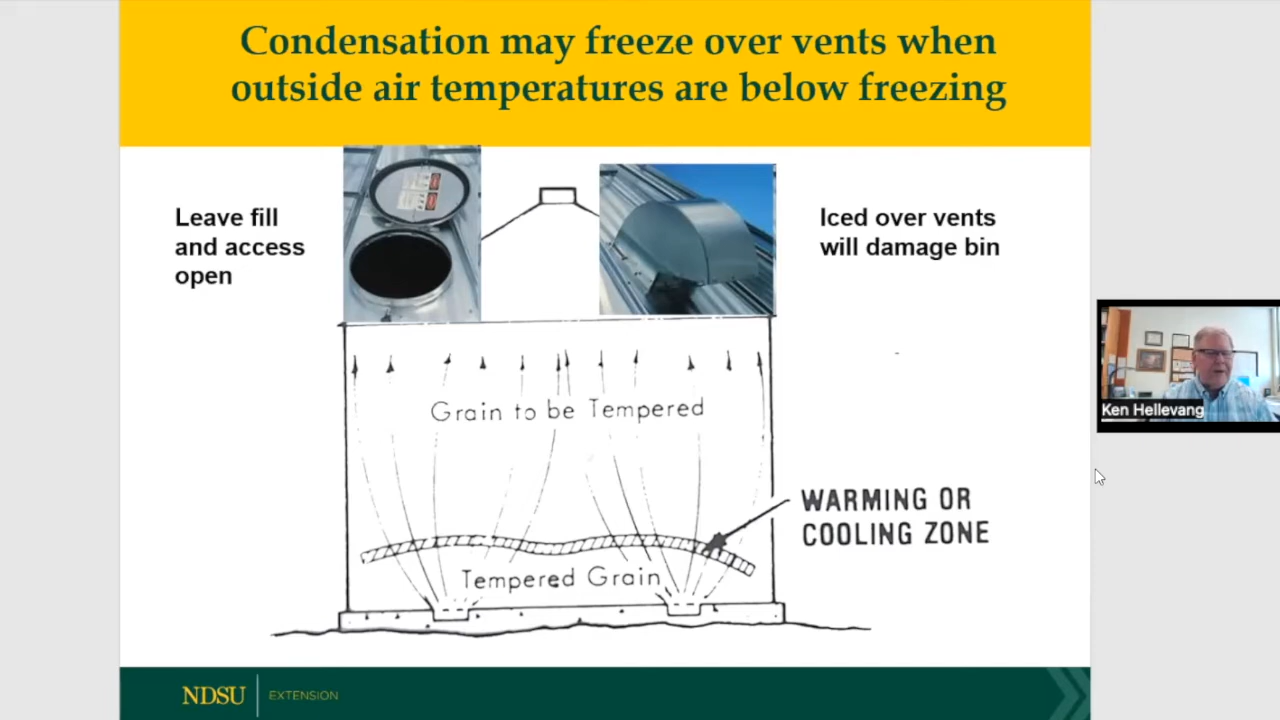 Condensation may freeze over vents when
outside air temperatures are below freezing
Leave fill
and access
open
Iced over vents
will damage bin
Grain to be Tempered
WARMING OR
COOLING ZONE
Tempered Grain
Ken Hellevang
NDSU
EXTENSION